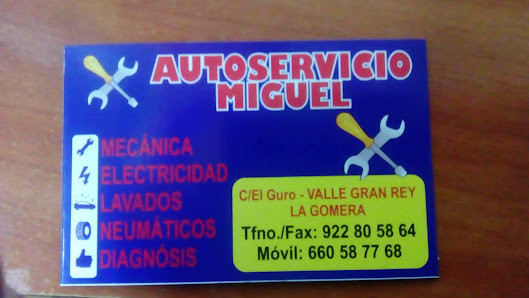 AUTOSERVICIO
MIGUEL
MECÁNICA
ELECTRICIDAD
LAVADOS
NEUMÁTICOS
DIAGNÓSIS
C/El Guro - VALLE GRAN REY
LA GOMERA
Tfno./Fax: 922 80 58 64
Móvil: 660 58 77 68